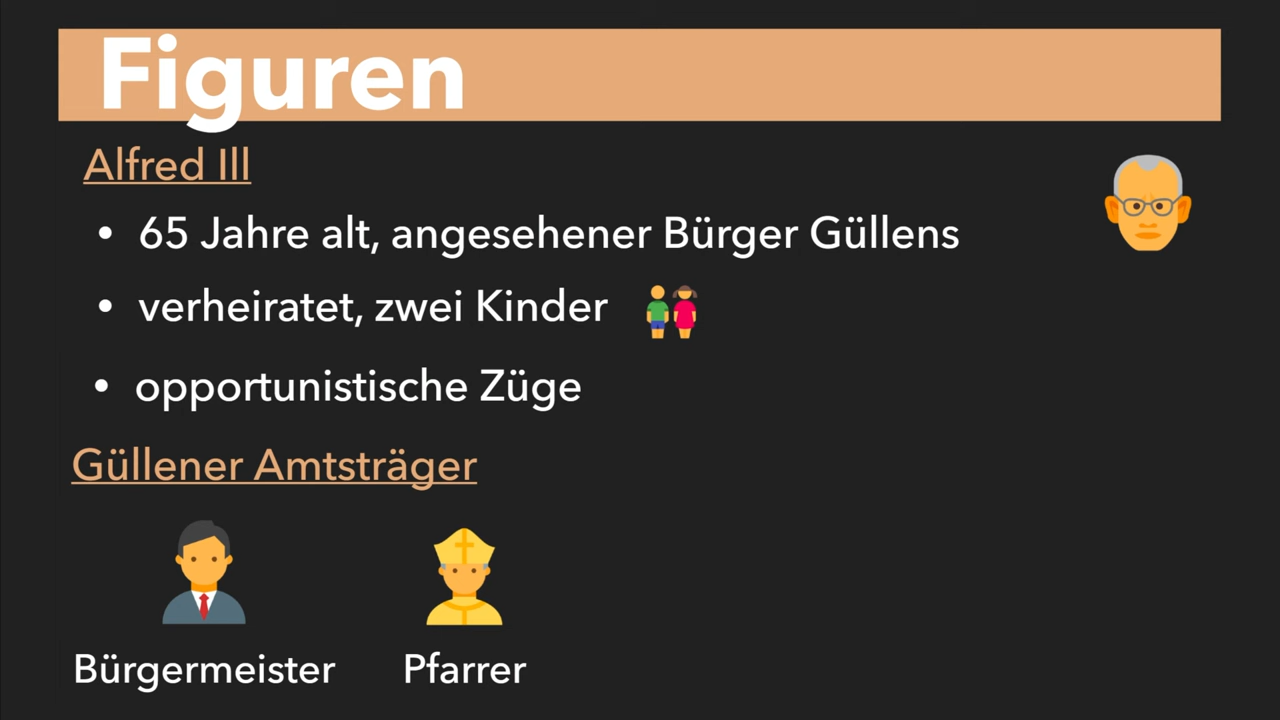 Figuren
Alfred Ill
• 65 Jahre alt, angesehener Bürger Güllens
• verheiratet, zwei Kinder
• opportunistische Züge
Güllener Amtsträger
Bürgermeister Pfarrer